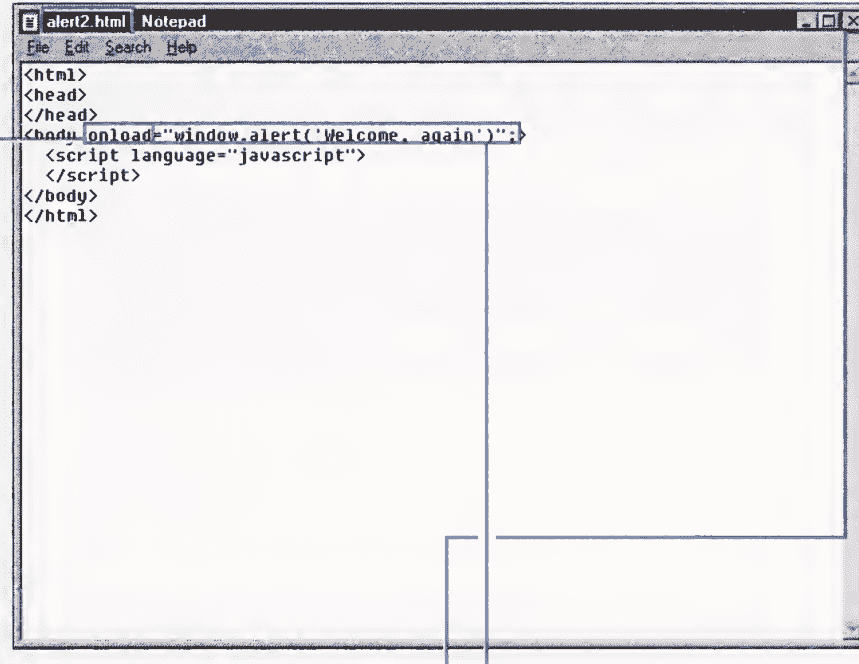 alert2.html Notepad
File Edit Search Help
<html>
<head>
</head>
<body onload="window.alert('Welcome, again')";>
  <script language="javascript">
  </script>
</body>
</html>